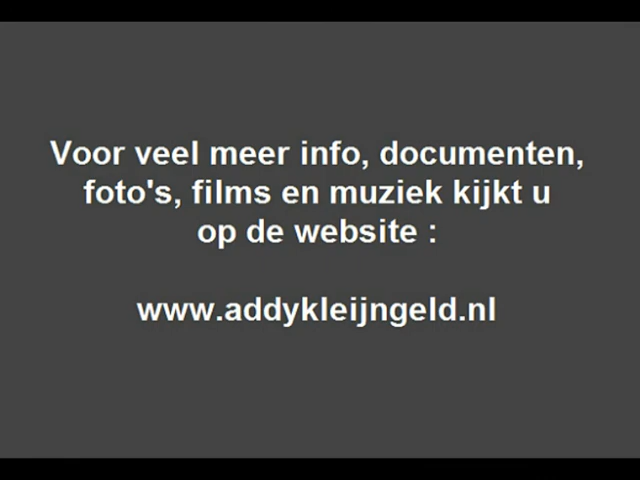 Voor veel meer info, documenten,
foto's, films en muziek kijkt u
op de website :
www.addykleijngeld.nl